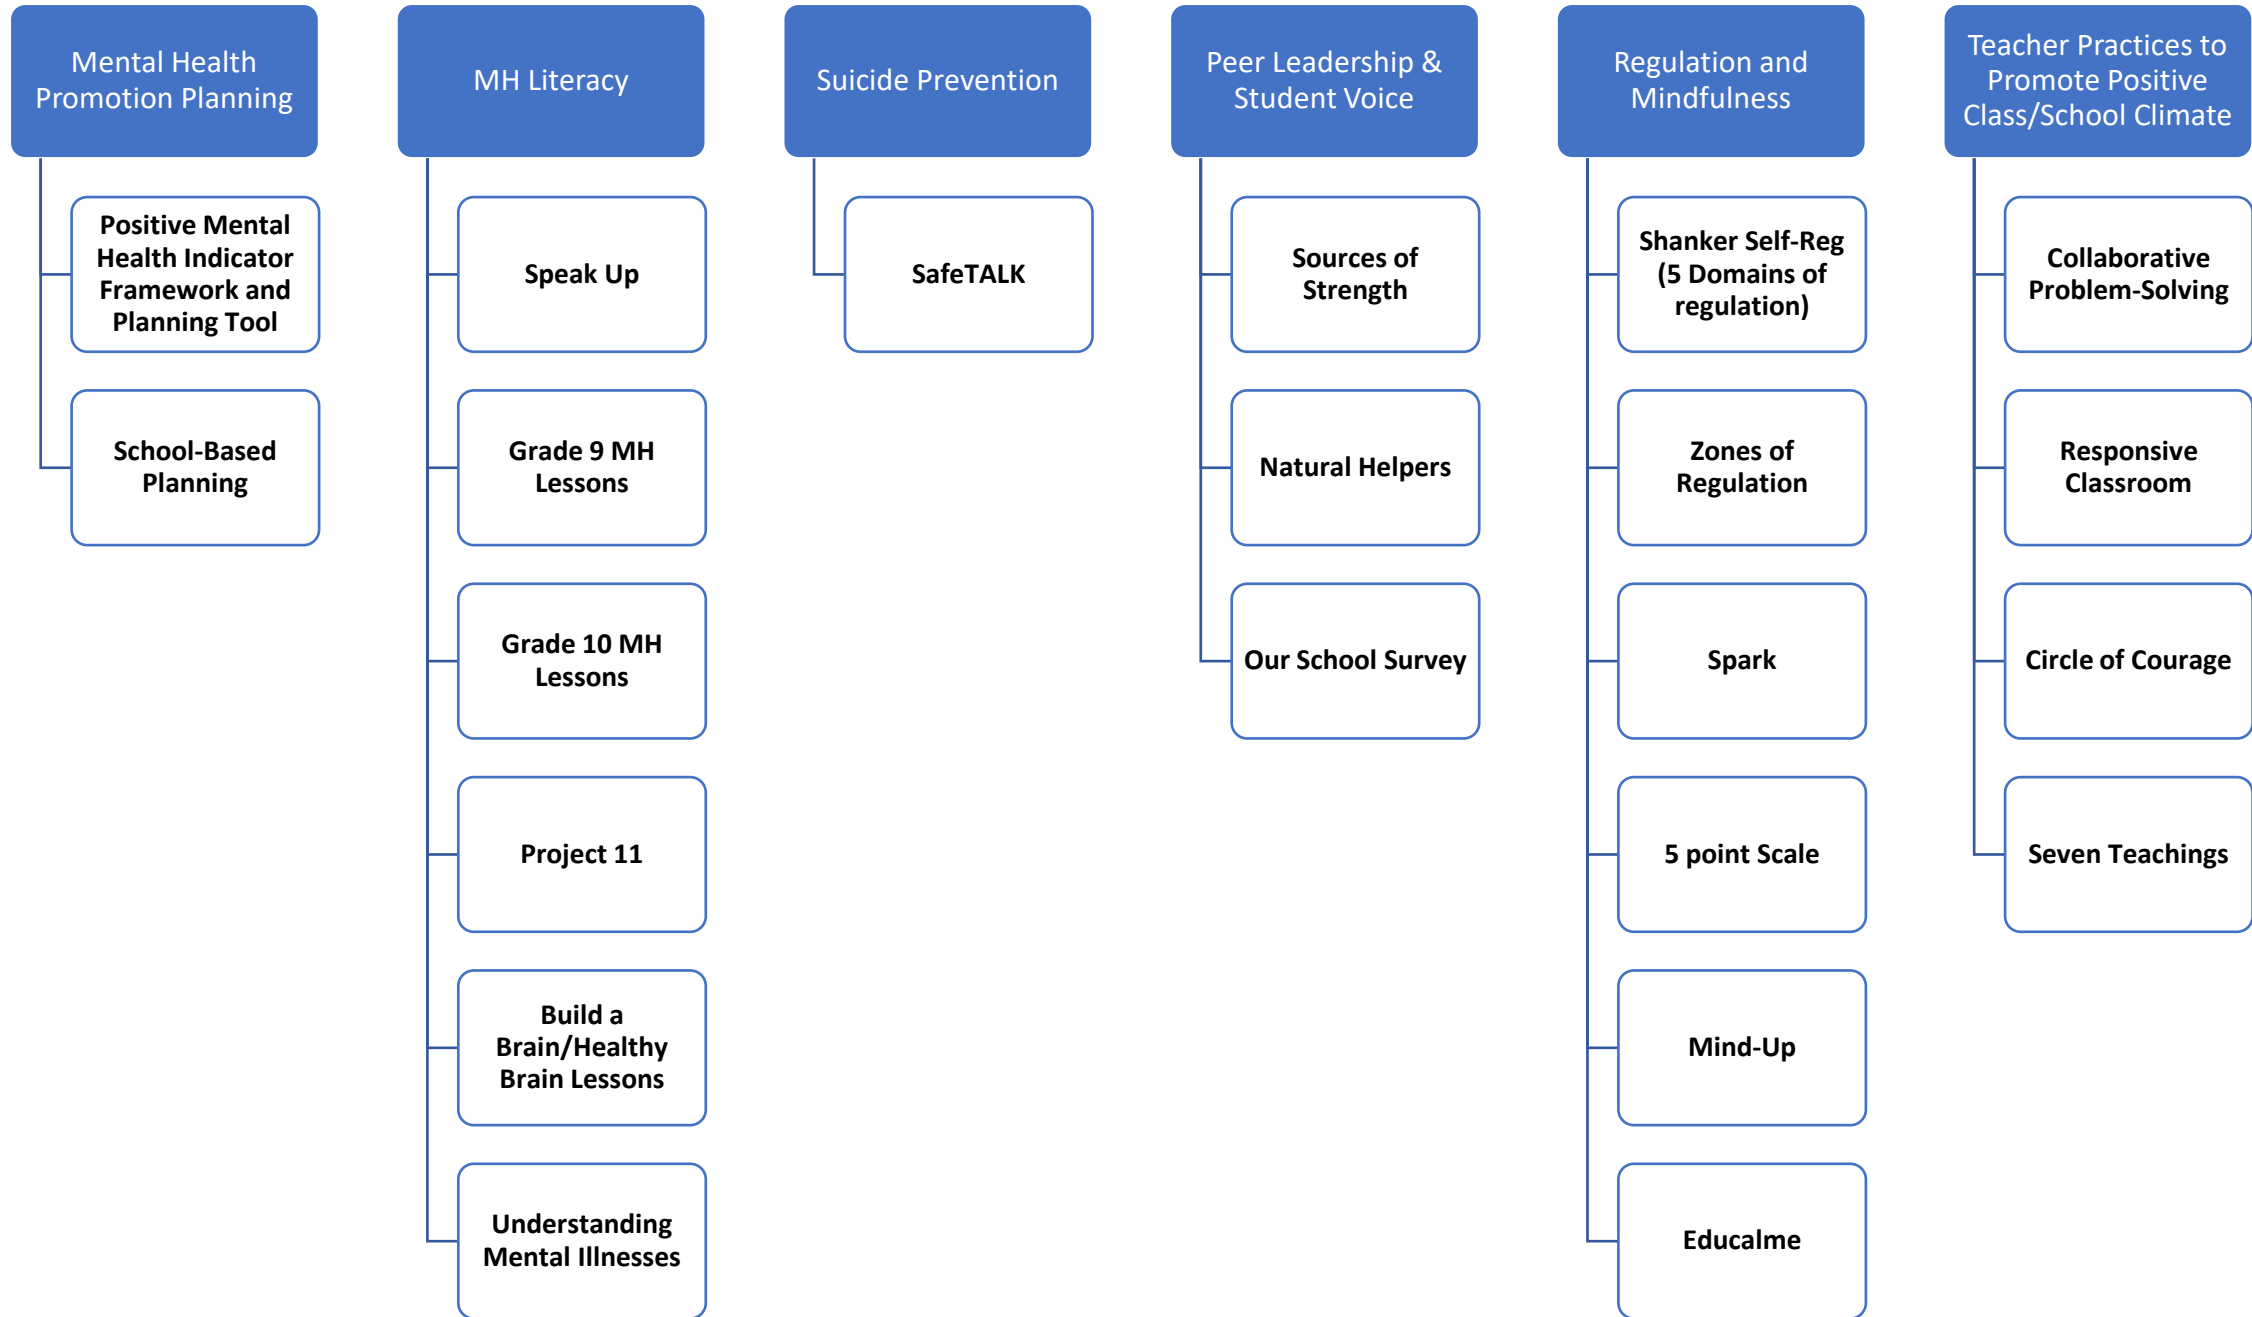 Mental Health
Promotion Planning
Positive Mental
Health Indicator
Framework and
Planning Tool
School-Based
Planning
MH Literacy
Speak Up
Grade 9 MH
Lessons
Grade 10 MH
Lessons
Project 11
Build a
Brain/Healthy
Brain Lessons
Understanding
Mental Illnesses
Suicide Prevention
SafeTALK
Peer Leadership &
Student Voice
Sources of
Strength
Natural Helpers
Our School Survey
Regulation and
Mindfulness
Shanker Self-Reg
(5 Domains of
regulation)
Zones of
Regulation
Spark
5 point Scale
Mind-Up
Educalme
Teacher Practices to
Promote Positive
Class/School Climate
Collaborative
Problem-Solving
Responsive
Classroom
Circle of Courage
Seven Teachings